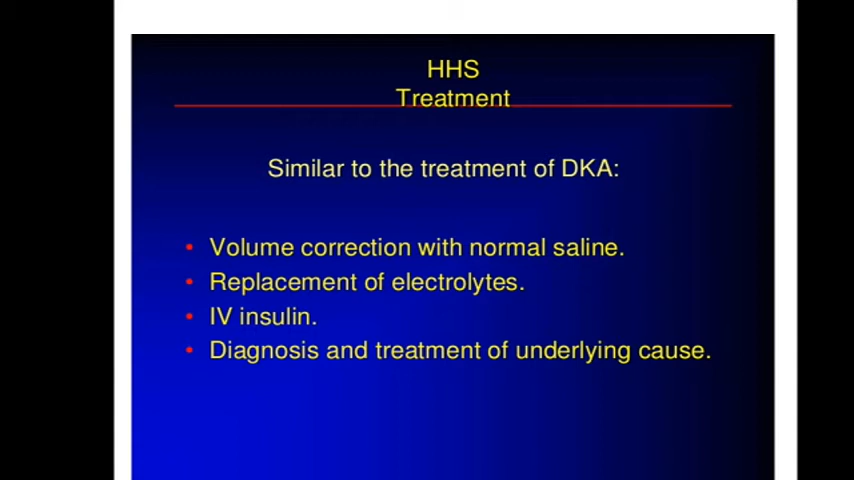 HHS
Treatment
Similar to the treatment of DKA:
• Volume correction with normal saline.
• Replacement of electrolytes.
• IV insulin.
• Diagnosis and treatment of underlying cause.